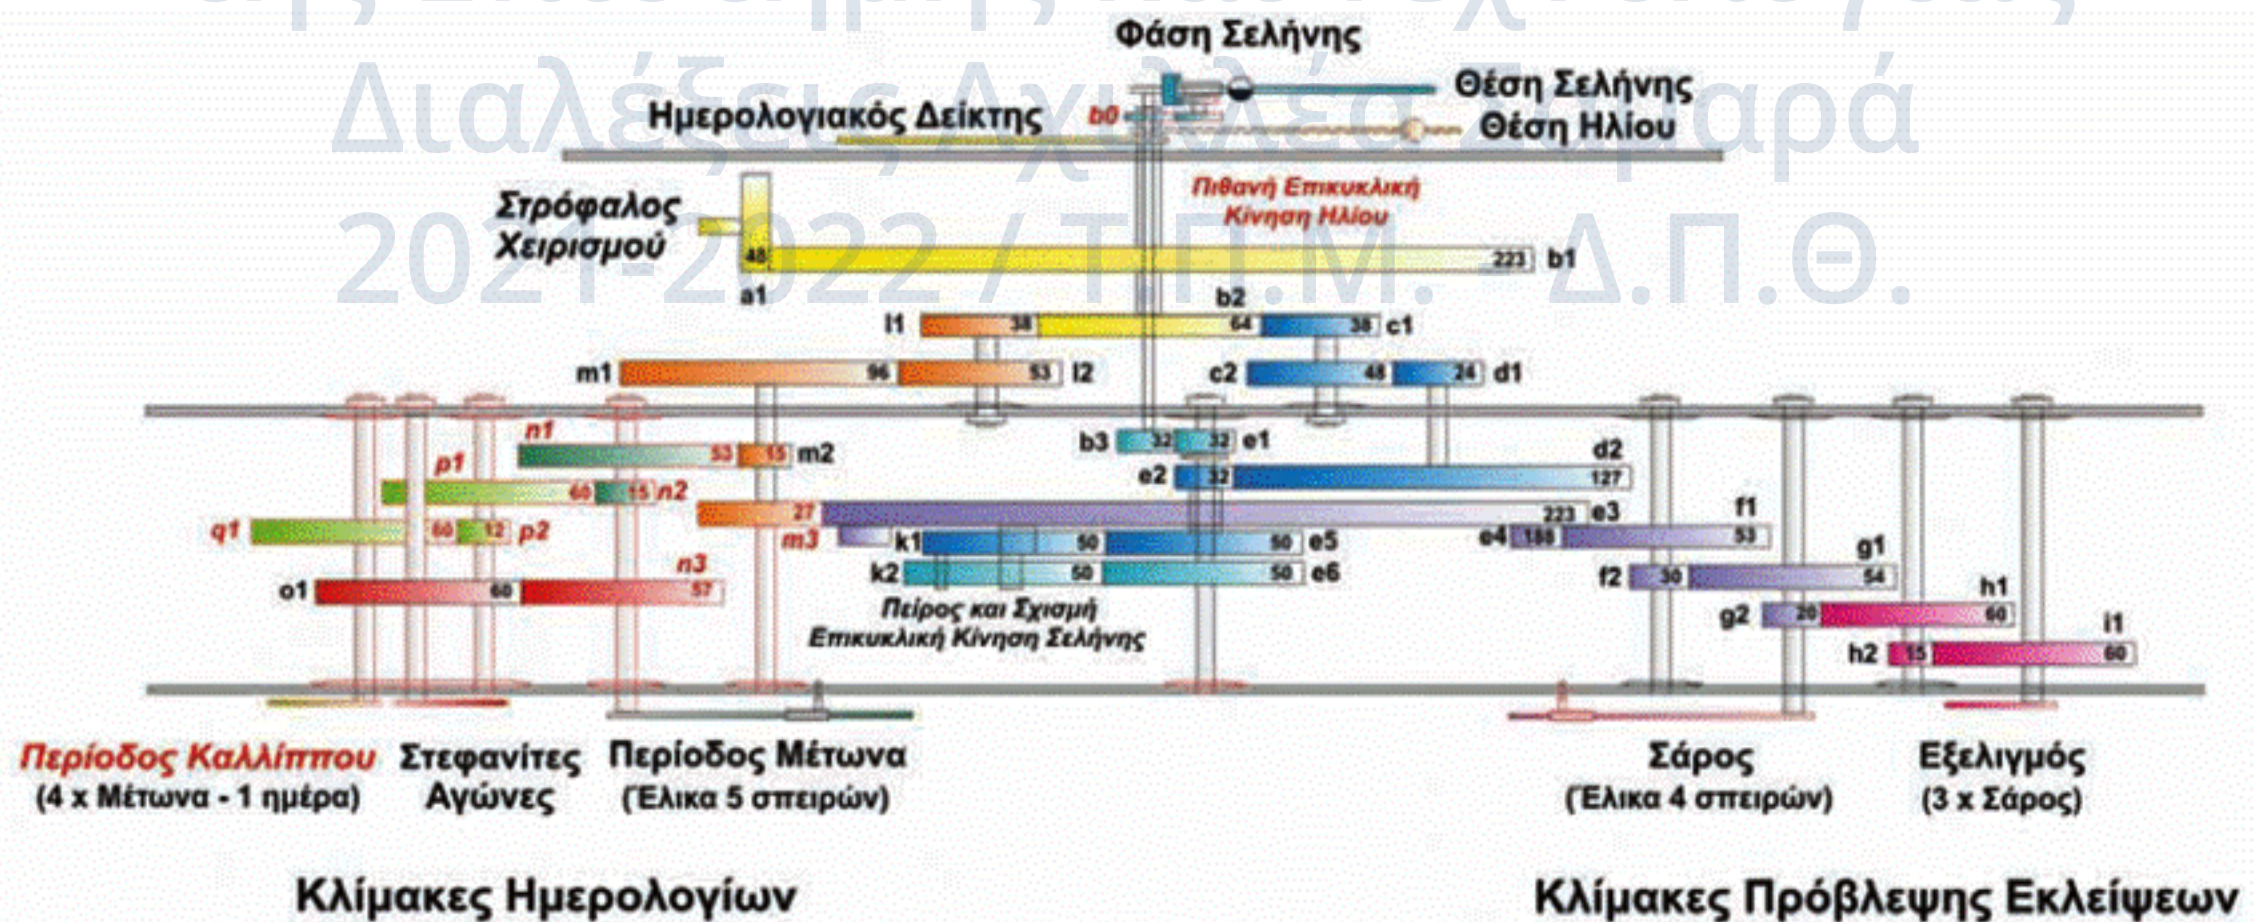 Διαλέξεις Αχιλλέα
2021-2022 / Τ.Π.Μ. - Δ.Π.Θ.
Φάση Σελήνης
Θέση Σελήνης
Ημερολογιακός Δείκτης
b0
Θέση Ηλίου
Πιθανή Επικυκλική
Κίνηση Ηλίου
Στρόφαλος
Χειρισμού
48 223 b1
a1 b2
l1 38 64 38 c1
m1 96 53 l2 c2 48 24 d1
n1 53 15 m2 b3 32 32 e1 d2
p1 60 15 n2 e2 32 127
27 223 e3 f1
q1 60 12 p2 m3 k1 50 50 e5 e4 188 53
n3 k2 50 50 e6 f2 30 54 g1
o1 60 57
Πείρος και Σχισμή
Επικυκλική Κίνηση Σελήνης
g2 20 60 h1
h2 15 60 i1
Περίοδος Καλλίππου
(4 x Μέτωνα - 1 ημέρα)
Στεφανίτες
Αγώνες
Περίοδος Μέτωνα
(Έλικα 5 σπειρών)
Σάρος
(Έλικα 4 σπειρών)
Εξελιγμός
(3 x Σάρος)
Κλίμακες Ημερολογίων
Κλίμακες Πρόβλεψης Εκλείψεων